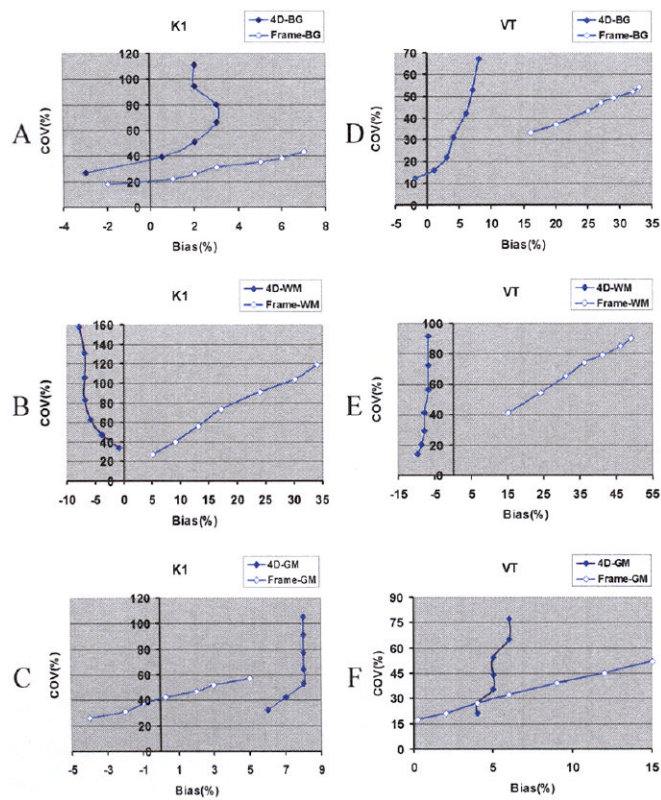 K1
4D-BG
Frame-BG
A
COV(%)
120
100
80
60
40
20
0
-4 -2 0 2 4 6 8
Bias(%)
VT
4D-BG
Frame-BG
D
COV(%)
70
60
50
40
30
20
10
0
-5 0 5 10 15 20 25 30 35
Bias(%)
K1
4D-WM
Frame-WM
B
COV(%)
160
140
120
100
80
60
40
20
0
-10 -5 0 5 10 15 20 25 30 35
Bias(%)
VT
4D-WM
Frame-WM
E
COV(%)
100
80
60
40
20
0
-15 -5 5 15 25 35 45 55
Bias(%)
K1
4D-GM
Frame-GM
C
COV(%)
120
100
80
60
40
20
0
-5 -3 -1 1 3 5 7 9
Bias(%)
VT
4D-GM
Frame-GM
F
COV(%)
90
75
60
45
30
15
0
0 5 10 15
Bias(%)